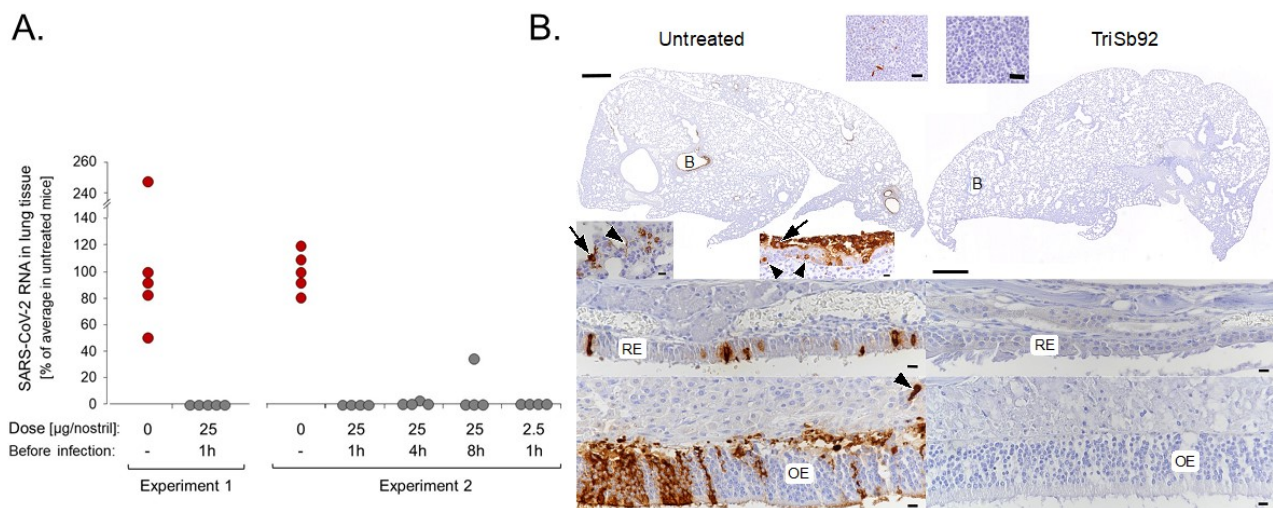 A.
B.
Untreated
TriSb92
SARS-CoV-2 RNA in lung tissue
[% of average in untreated mice]
260
240
140
120
100
80
60
40
20
0
Dose [µg/nostril]: 0 25 0 25 25 25 2.5
Before infection: - 1h - 1h 4h 8h 1h
Experiment 1 Experiment 2
B
B
RE
RE
OE
OE